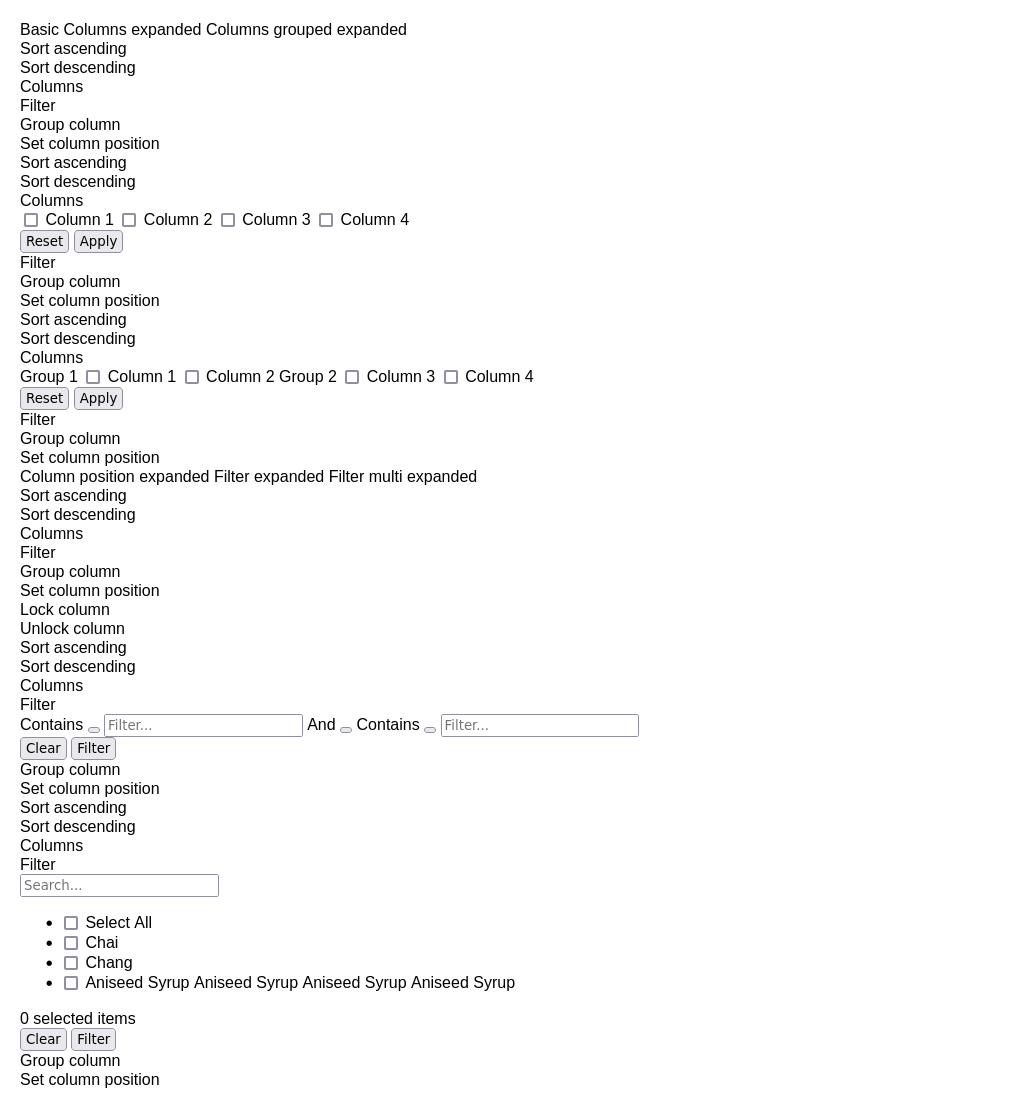 Basic Columns expanded Columns grouped expanded
Sort ascending
Sort descending
Columns
Filter
Group column
Set column position
Sort ascending
Sort descending
Columns
Column 1 Column 2 Column 3 Column 4
Reset Apply
Filter
Group column
Set column position
Sort ascending
Sort descending
Columns
Group 1 Column 1 Column 2 Group 2 Column 3 Column 4
Reset Apply
Filter
Group column
Set column position
Column position expanded Filter expanded Filter multi expanded
Sort ascending
Sort descending
Columns
Filter
Group column
Set column position
Lock column
Unlock column
Sort ascending
Sort descending
Columns
Filter
Contains Filter... And Contains Filter...
Clear Filter
Group column
Set column position
Sort ascending
Sort descending
Columns
Filter
Search...
Select All
Chai
Chang
Aniseed Syrup Aniseed Syrup Aniseed Syrup Aniseed Syrup
0 selected items
Clear Filter
Group column
Set column position